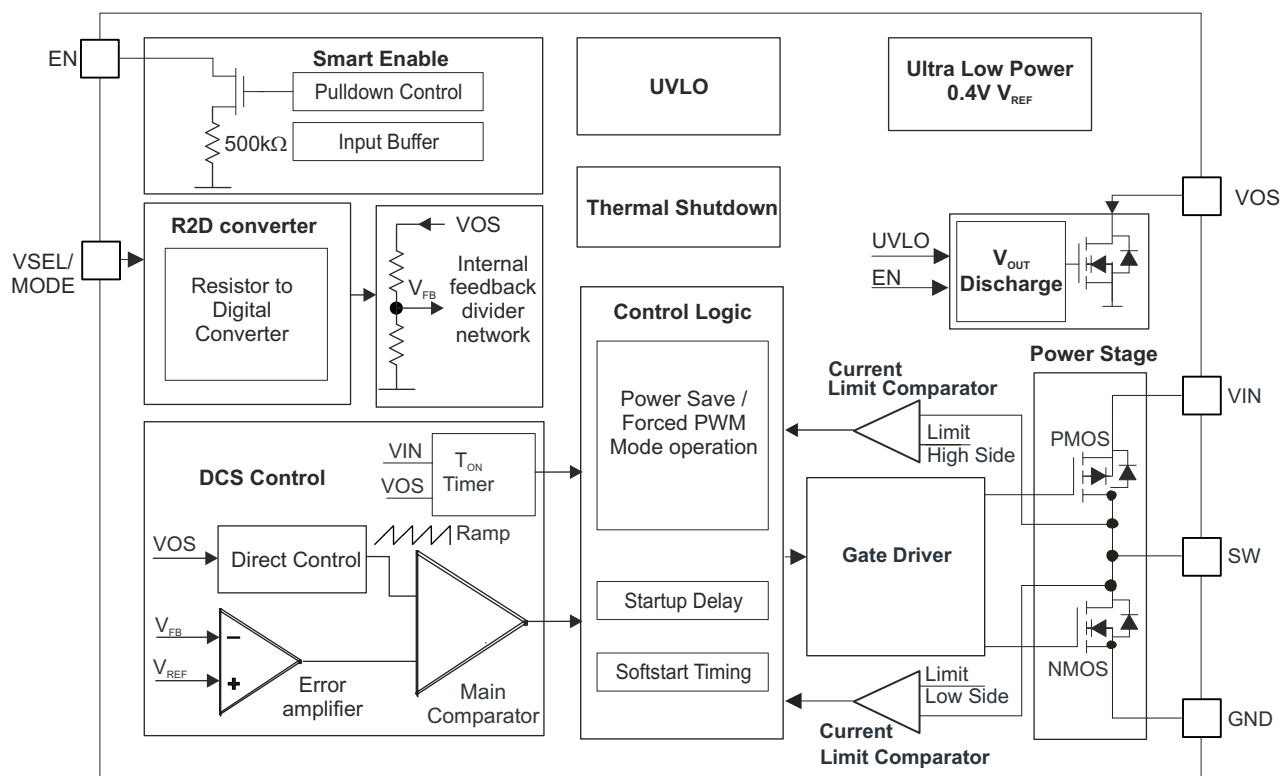 EN
Smart Enable
Pulldown Control
500kΩ
Input Buffer
UVLO
Ultra Low Power
0.4V VREF
Thermal Shutdown
VOS
UVLO
EN
VOUT
Discharge
VSEL/
MODE
R2D converter
Resistor to
Digital
Converter
VOS
VFB
Internal
feedback
divider
network
Control Logic
Power Save /
Forced PWM
Mode operation
Startup Delay
Softstart Timing
DCS Control
VIN
VOS
TON
Timer
Ramp
VOS
Direct Control
VFB
−
VREF
+
Error
amplifier
Main
Comparator
Current
Limit Comparator
Limit
High Side
Gate Driver
Limit
Low Side
Current
Limit Comparator
Power Stage
PMOS
NMOS
VIN
SW
GND